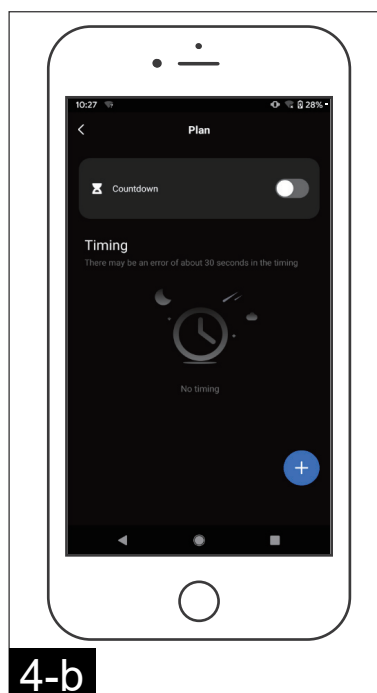 10:27 28%
Plan
Countdown
Timing
There may be an error of about 30 seconds in the timing
No timing
4-b